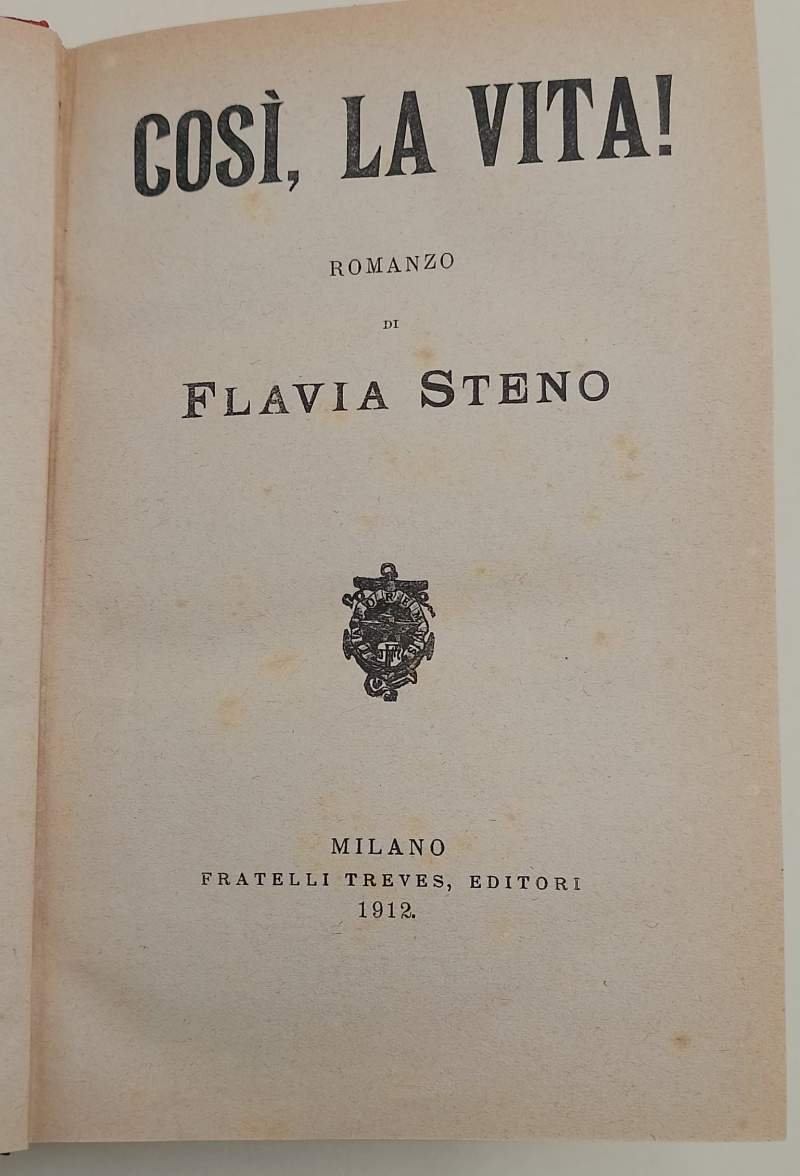 COSÌ, LA VITA!
ROMANZO
DI
FLAVIA STENO
MILANO
FRATELLI TREVES, EDITORI
1912.